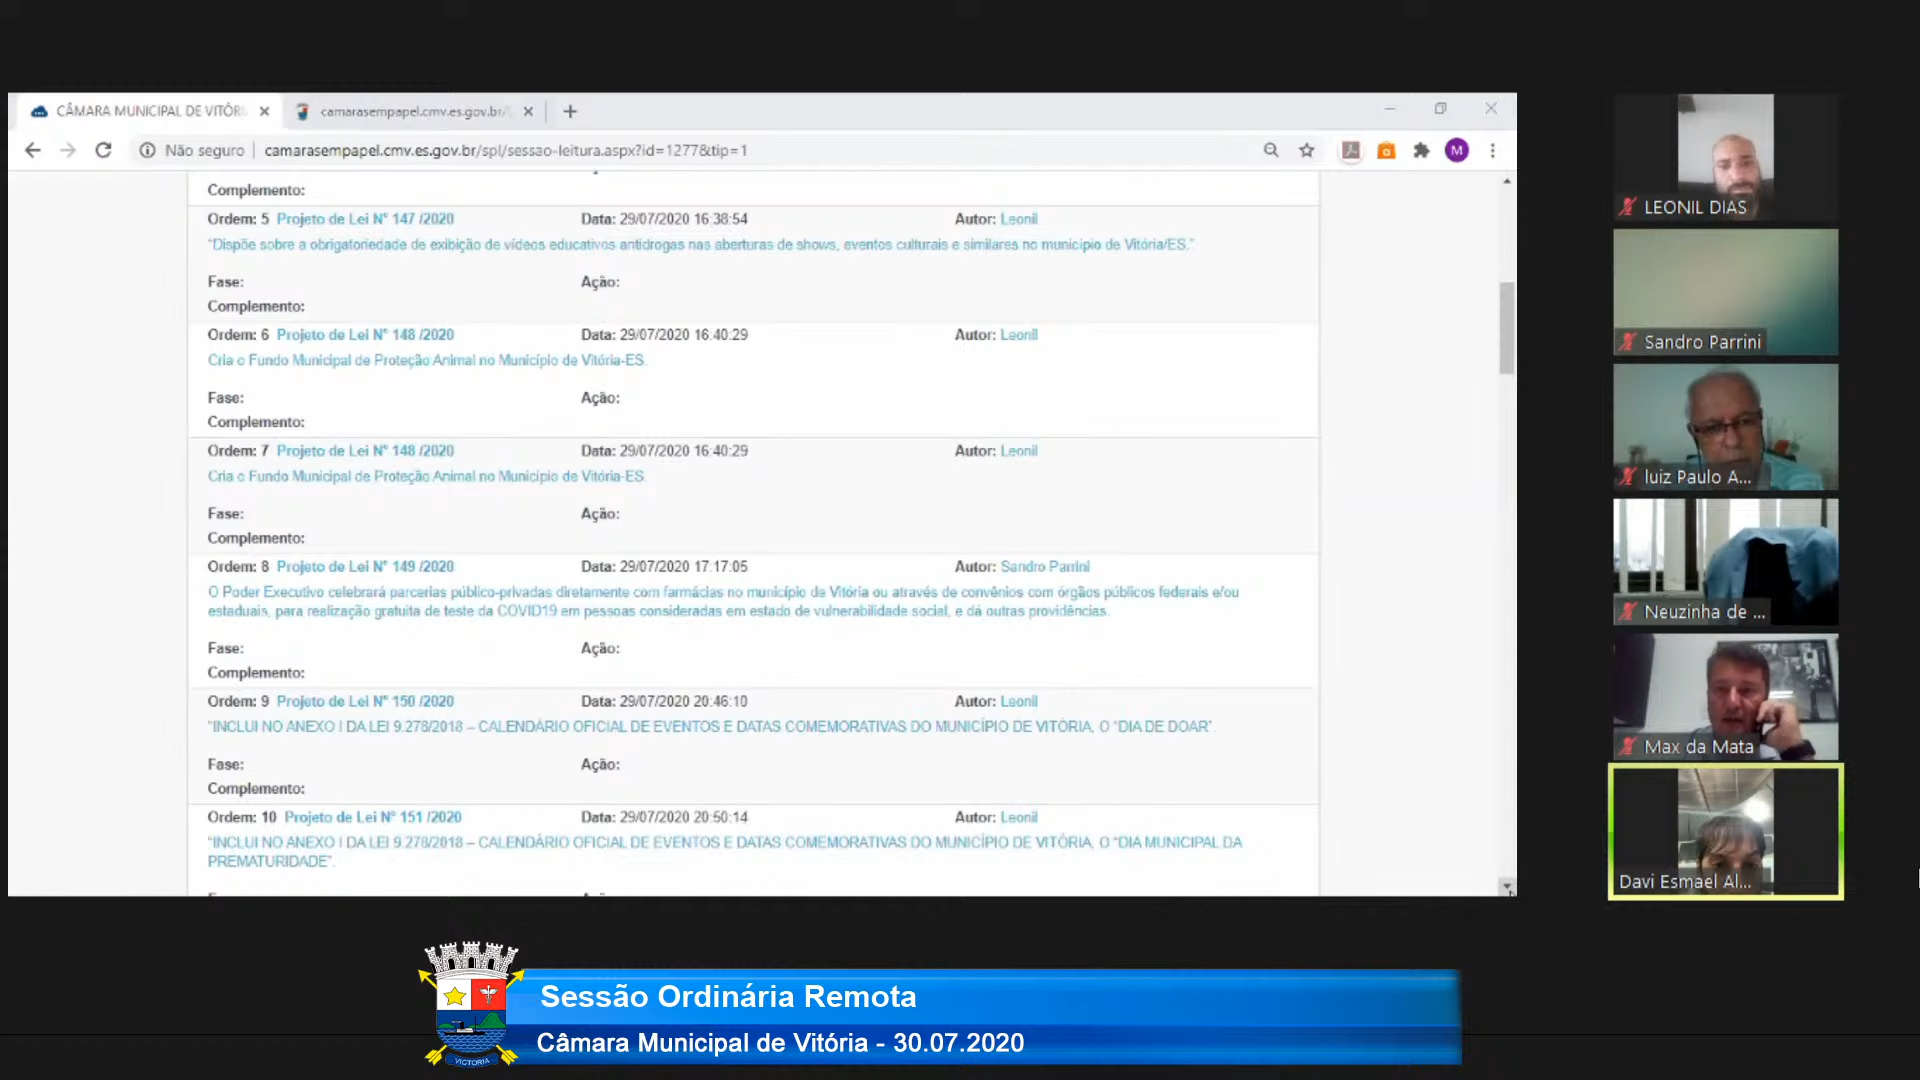 CÂMARA MUNICIPAL DE VITÓRI
camarasempapel.cmv.es.gov.br/
Não seguro
camarasempapel.cmv.es.gov.br/spl/sessao-leitura.aspx?id=1277&tip=1
M
Complemento:
Ordem: 5 Projeto de Lei N° 147 /2020 Data: 29/07/2020 16:38:54 Autor: Leonil
"Dispõe sobre a obrigatoriedade de exibição de vídeos educativos antidrogas nas aberturas de shows, eventos culturais e similares no município de Vitória/ES."
Fase: Ação:
Complemento:
Ordem: 6 Projeto de Lei N° 148 /2020 Data: 29/07/2020 16:40:29 Autor: Leonil
Cria o Fundo Municipal de Proteção Animal no Município de Vitória-ES.
Fase: Ação:
Complemento:
Ordem: 7 Projeto de Lei N° 148 /2020 Data: 29/07/2020 16:40:29 Autor: Leonil
Cria o Fundo Municipal de Proteção Animal no Município de Vitória-ES.
Fase: Ação:
Complemento:
Ordem: 8 Projeto de Lei N° 149 /2020 Data: 29/07/2020 17:17:05 Autor: Sandro Parrini
O Poder Executivo celebrará parcerias público-privadas diretamente com farmácias no município de Vitória ou através de convênios com órgãos públicos federais e/ou
estaduais, para realização gratuita de teste da COVID19 em pessoas consideradas em estado de vulnerabilidade social, e dá outras providências.
Fase: Ação:
Complemento:
Ordem: 9 Projeto de Lei N° 150 /2020 Data: 29/07/2020 20:46:10 Autor: Leonil
"INCLUI NO ANEXO I DA LEI 9.278/2018 – CALENDÁRIO OFICIAL DE EVENTOS E DATAS COMEMORATIVAS DO MUNICÍPIO DE VITÓRIA, O "DIA DE DOAR".
Fase: Ação:
Complemento:
Ordem: 10 Projeto de Lei N° 151 /2020 Data: 29/07/2020 20:50:14 Autor: Leonil
"INCLUI NO ANEXO I DA LEI 9.278/2018 – CALENDÁRIO OFICIAL DE EVENTOS E DATAS COMEMORATIVAS DO MUNICÍPIO DE VITÓRIA, O "DIA MUNICIPAL DA
PREMATURIDADE".
LEONIL DIAS
Sandro Parrini
luiz Paulo A...
Neuzinha de ...
Max da Mata
Davi Esmael Al...
Sessão Ordinária Remota
Câmara Municipal de Vitória - 30.07.2020
VICTORIA